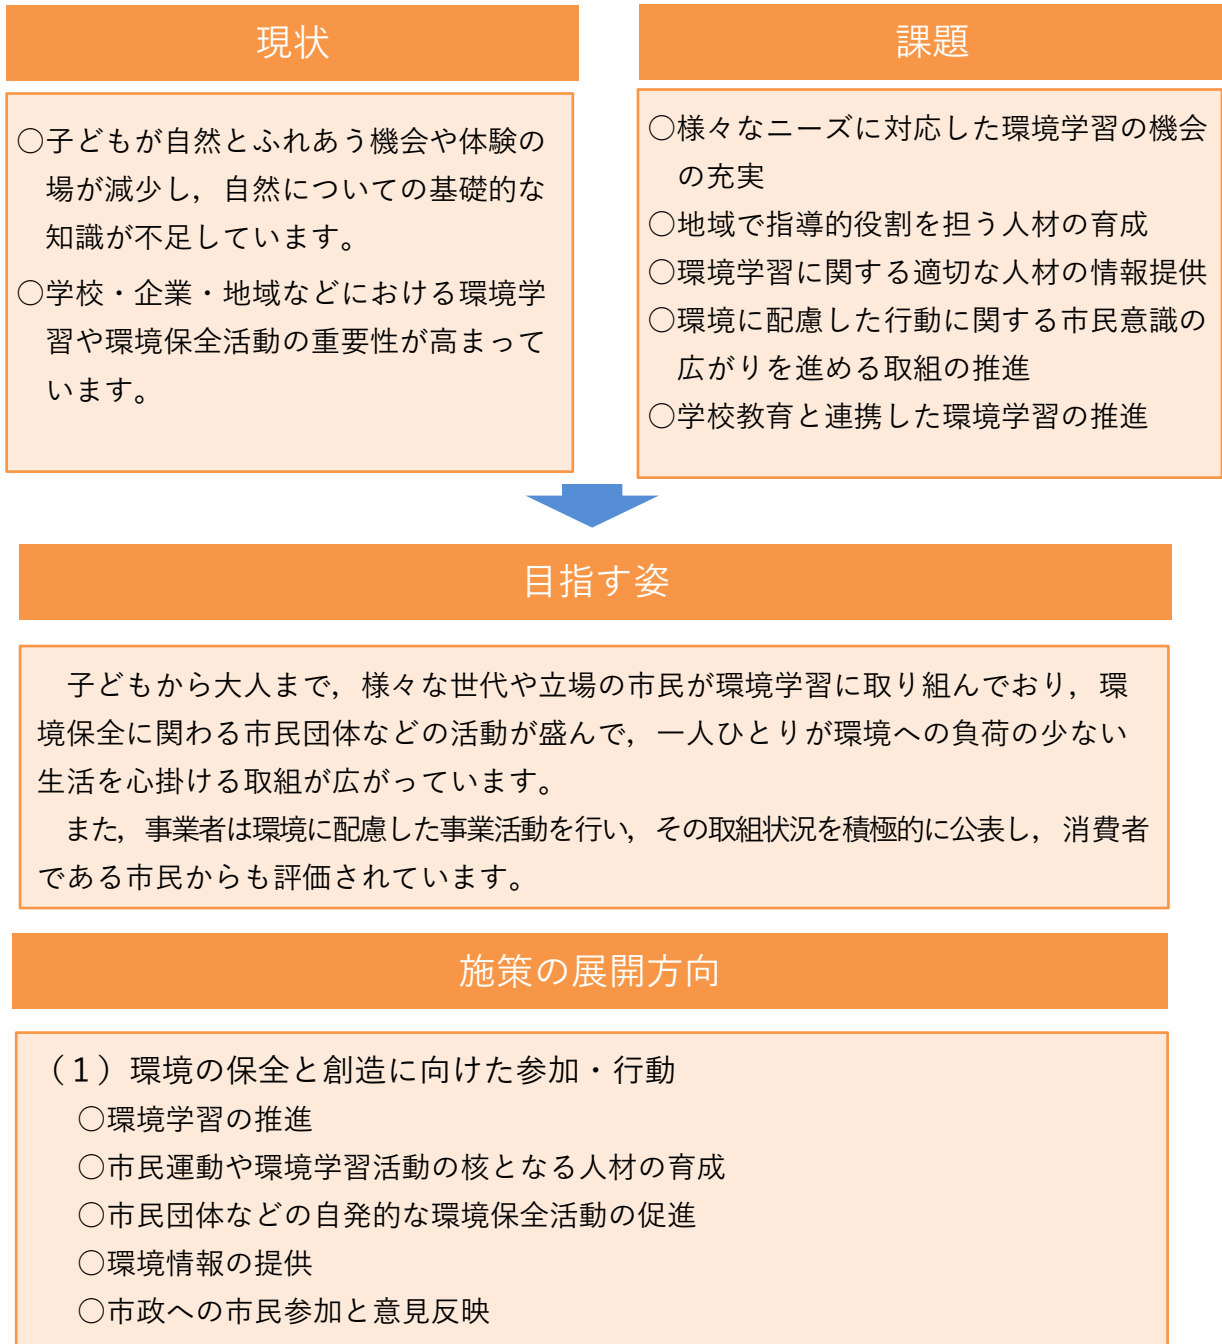 現状
○子どもが自然とふれあう機会や体験の
場が減少し，自然についての基礎的な
知識が不足しています。
○学校・企業・地域などにおける環境学
習や環境保全活動の重要性が高まって
います。
課題
○様々なニーズに対応した環境学習の機会
の充実
○地域で指導的役割を担う人材の育成
○環境学習に関する適切な人材の情報提供
○環境に配慮した行動に関する市民意識の
広がりを進める取組の推進
○学校教育と連携した環境学習の推進
目指す姿
子どもから大人まで，様々な世代や立場の市民が環境学習に取り組んでおり，環
境保全に関わる市民団体などの活動が盛んで，一人ひとりが環境への負荷の少ない
生活を心掛ける取組が広がっています。
また，事業者は環境に配慮した事業活動を行い，その取組状況を積極的に公表し，消費者
である市民からも評価されています。
施策の展開方向
（１）環境の保全と創造に向けた参加・行動
○環境学習の推進
○市民運動や環境学習活動の核となる人材の育成
○市民団体などの自発的な環境保全活動の促進
○環境情報の提供
○市政への市民参加と意見反映